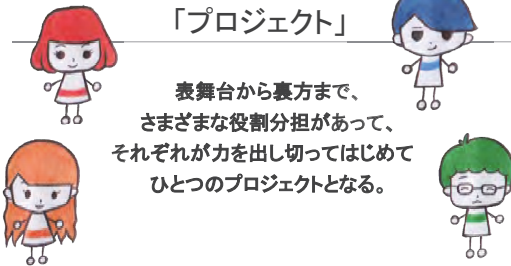 「プロジェクト」
表舞台から裏方まで、
さまざまな役割分担があって、
それぞれが力を出し切ってはじめて
ひとつのプロジェクトとなる。